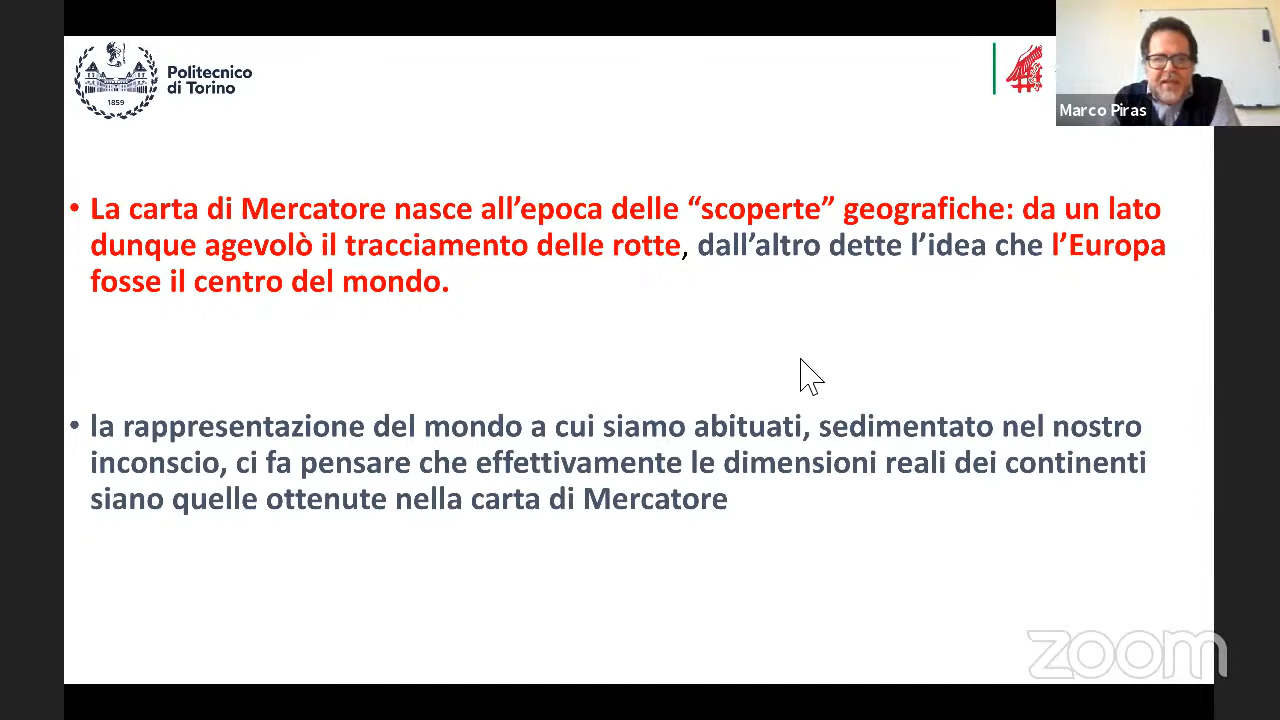 Politecnico
di Torino
1859
Marco Piras
• La carta di Mercatore nasce all’epoca delle “scoperte” geografiche: da un lato
dunque agevolò il tracciamento delle rotte, dall’altro dette l’idea che l’Europa
fosse il centro del mondo.
• la rappresentazione del mondo a cui siamo abituati, sedimentato nel nostro
inconscio, ci fa pensare che effettivamente le dimensioni reali dei continenti
siano quelle ottenute nella carta di Mercatore
zoom